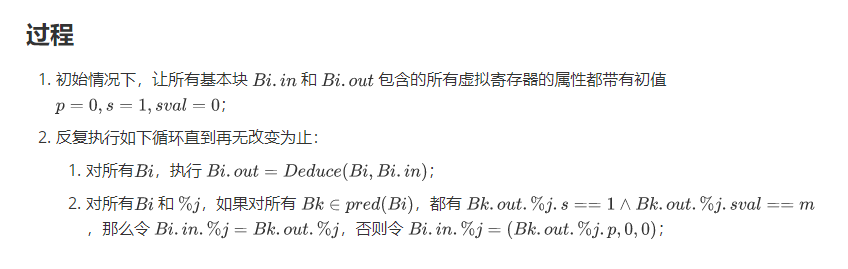 过程
1. 初始情况下，让所有基本块 Bi.in 和 Bi.out 包含的所有虚拟寄存器的属性都带有初值
p = 0, s = 1, sval = 0；
2. 反复执行如下循环直到再无改变为止：
1. 对所有Bi，执行 Bi.out = Deduce(Bi, Bi.in)；
2. 对所有Bi 和 %j，如果对所有 Bk ∈ pred(Bi)，都有 Bk.out.%j.s == 1 ∧ Bk.out.%j.sval == m
，那么令 Bi.in.%j = Bk.out.%j，否则令 Bi.in.%j = (Bk.out.%j.p, 0, 0)；